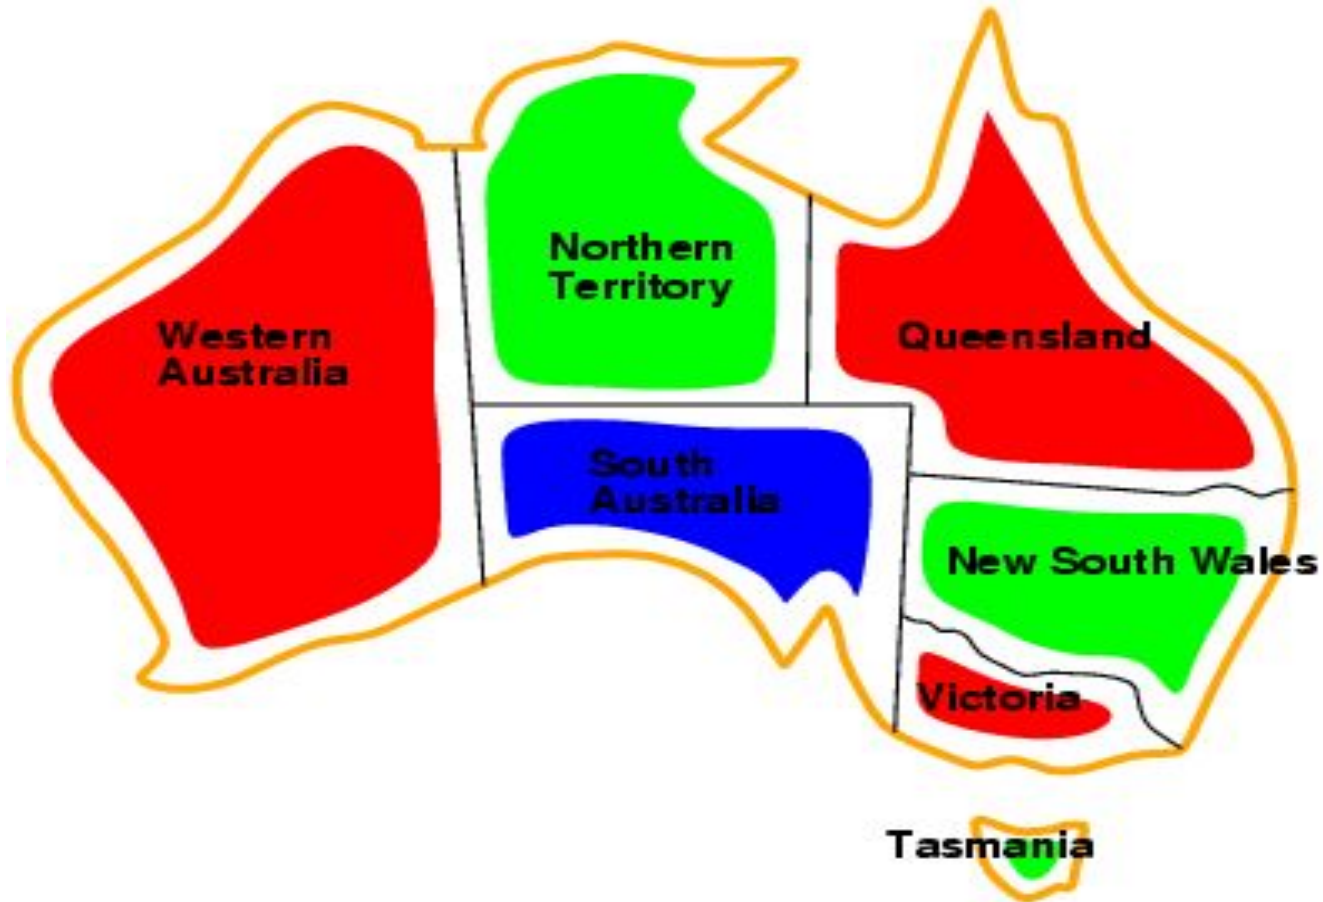 Northern
Territory
Western
Australia
Queensland
South
Australia
New South Wales
Victoria
Tasmania